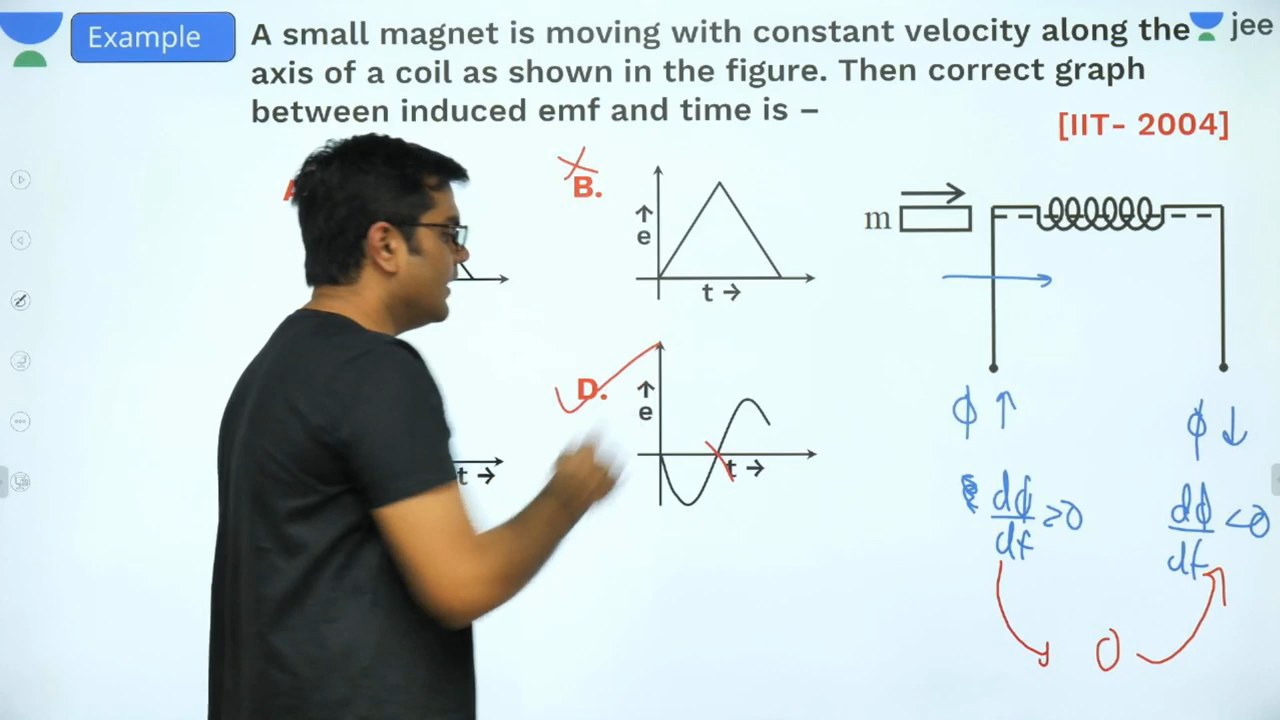 Example
A small magnet is moving with constant velocity along the
axis of a coil as shown in the figure. Then correct graph
between induced emf and time is –
jee
[IIT- 2004]
B.
e
t →
m
D.
e
t →
t →
ϕ ↑
ϕ ↓
dϕ/dt >0
dϕ/dt <0
0